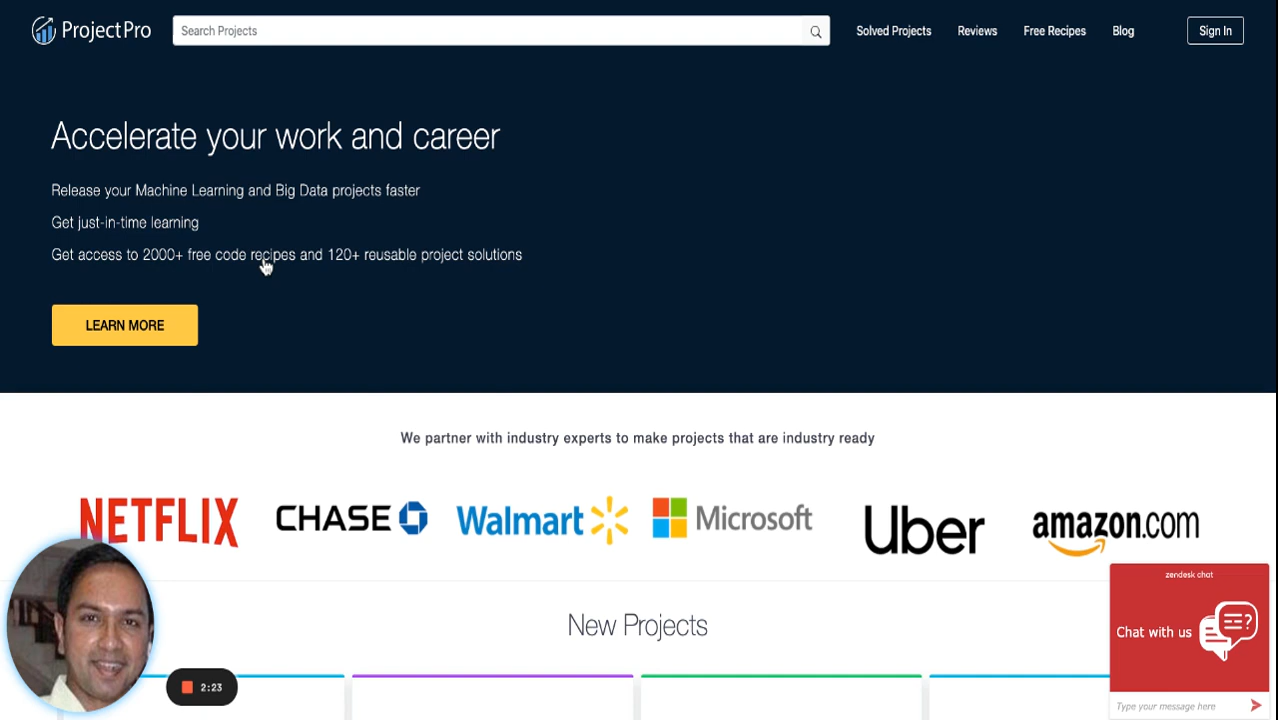 ProjectPro
Search Projects
Solved Projects
Reviews
Free Recipes
Blog
Sign In
Accelerate your work and career
Release your Machine Learning and Big Data projects faster
Get just-in-time learning
Get access to 2000+ free code recipes and 120+ reusable project solutions
LEARN MORE
We partner with industry experts to make projects that are industry ready
NETFLIX
CHASE
Walmart
Microsoft
Uber
amazon.com
zendesk chat
New Projects
Chat with us
?
2:23
Type your message here